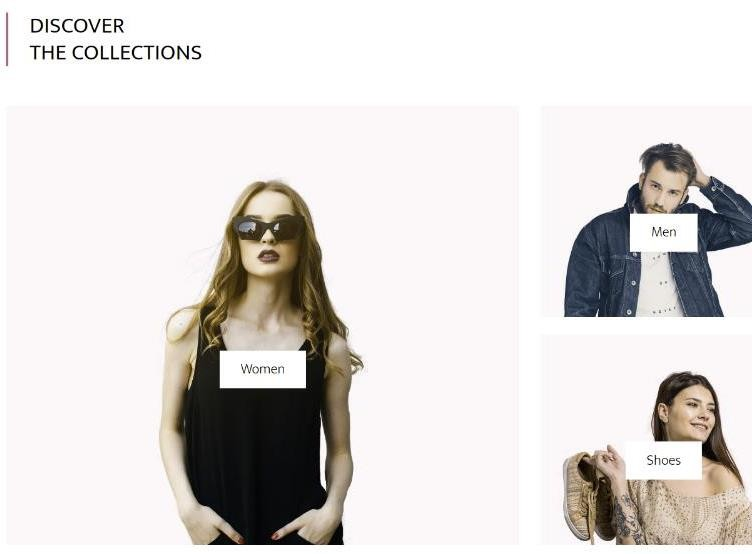 DISCOVER
THE COLLECTIONS
Men
Women
Shoes